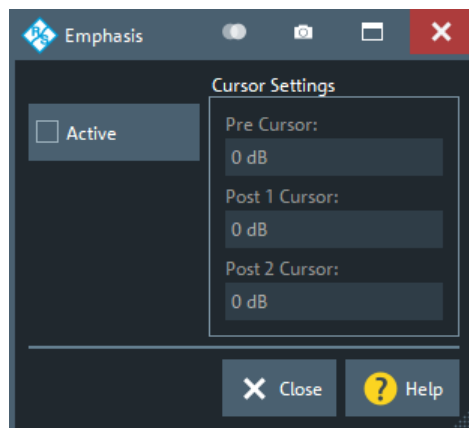 R&S Emphasis
Active
Cursor Settings
Pre Cursor:
0 dB
Post 1 Cursor:
0 dB
Post 2 Cursor:
0 dB
Close
? Help